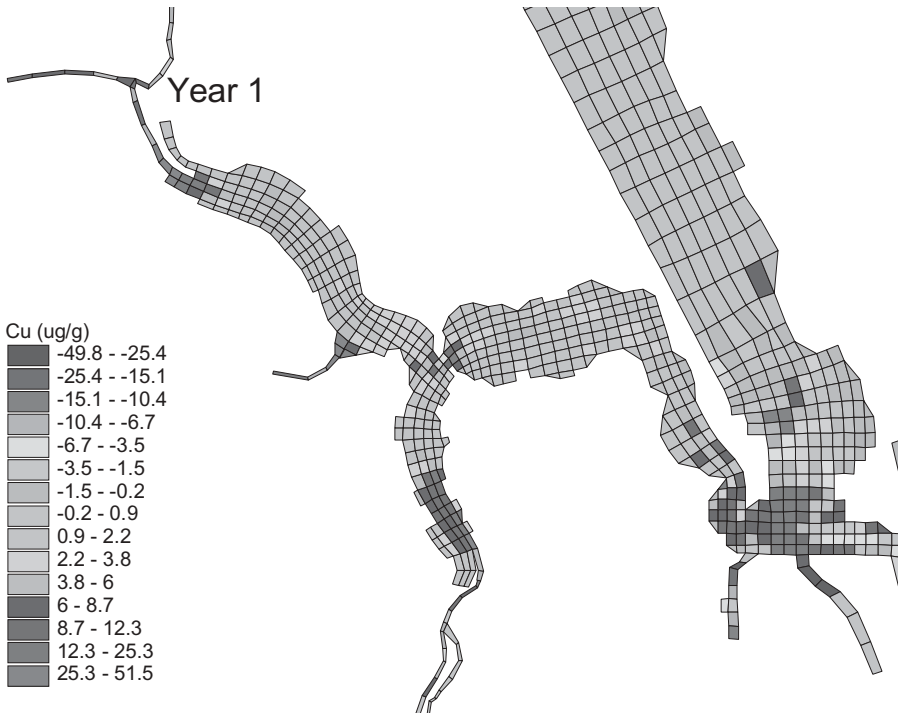 Year 1
Cu (ug/g)
-49.8 - -25.4
-25.4 - -15.1
-15.1 - -10.4
-10.4 - -6.7
-6.7 - -3.5
-3.5 - -1.5
-1.5 - -0.2
-0.2 - 0.9
0.9 - 2.2
2.2 - 3.8
3.8 - 6
6 - 8.7
8.7 - 12.3
12.3 - 25.3
25.3 - 51.5